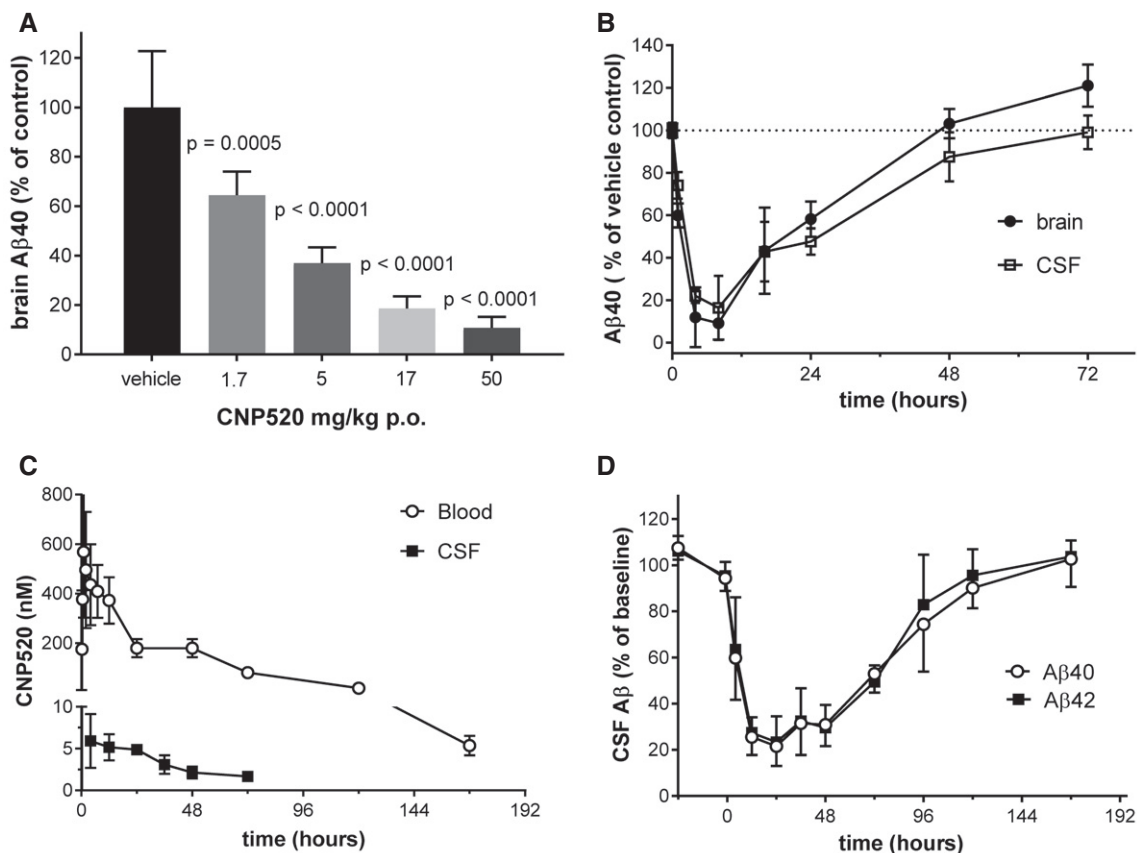 A
brain Aβ40 (% of control)
120
100
80
60
40
20
0
p = 0.0005
p < 0.0001
p < 0.0001
p < 0.0001
vehicle 1.7 5 17 50
CNP520 mg/kg p.o.
B
Aβ40 ( % of vehicle control)
140
120
100
80
60
40
20
0
brain
CSF
0 24 48 72
time (hours)
C
CNP520 (nM)
800
600
400
200
10
5
0
Blood
CSF
0 48 96 144 192
time (hours)
D
CSF Aβ (% of baseline)
120
100
80
60
40
20
0
Aβ40
Aβ42
0 48 96 144 192
time (hours)